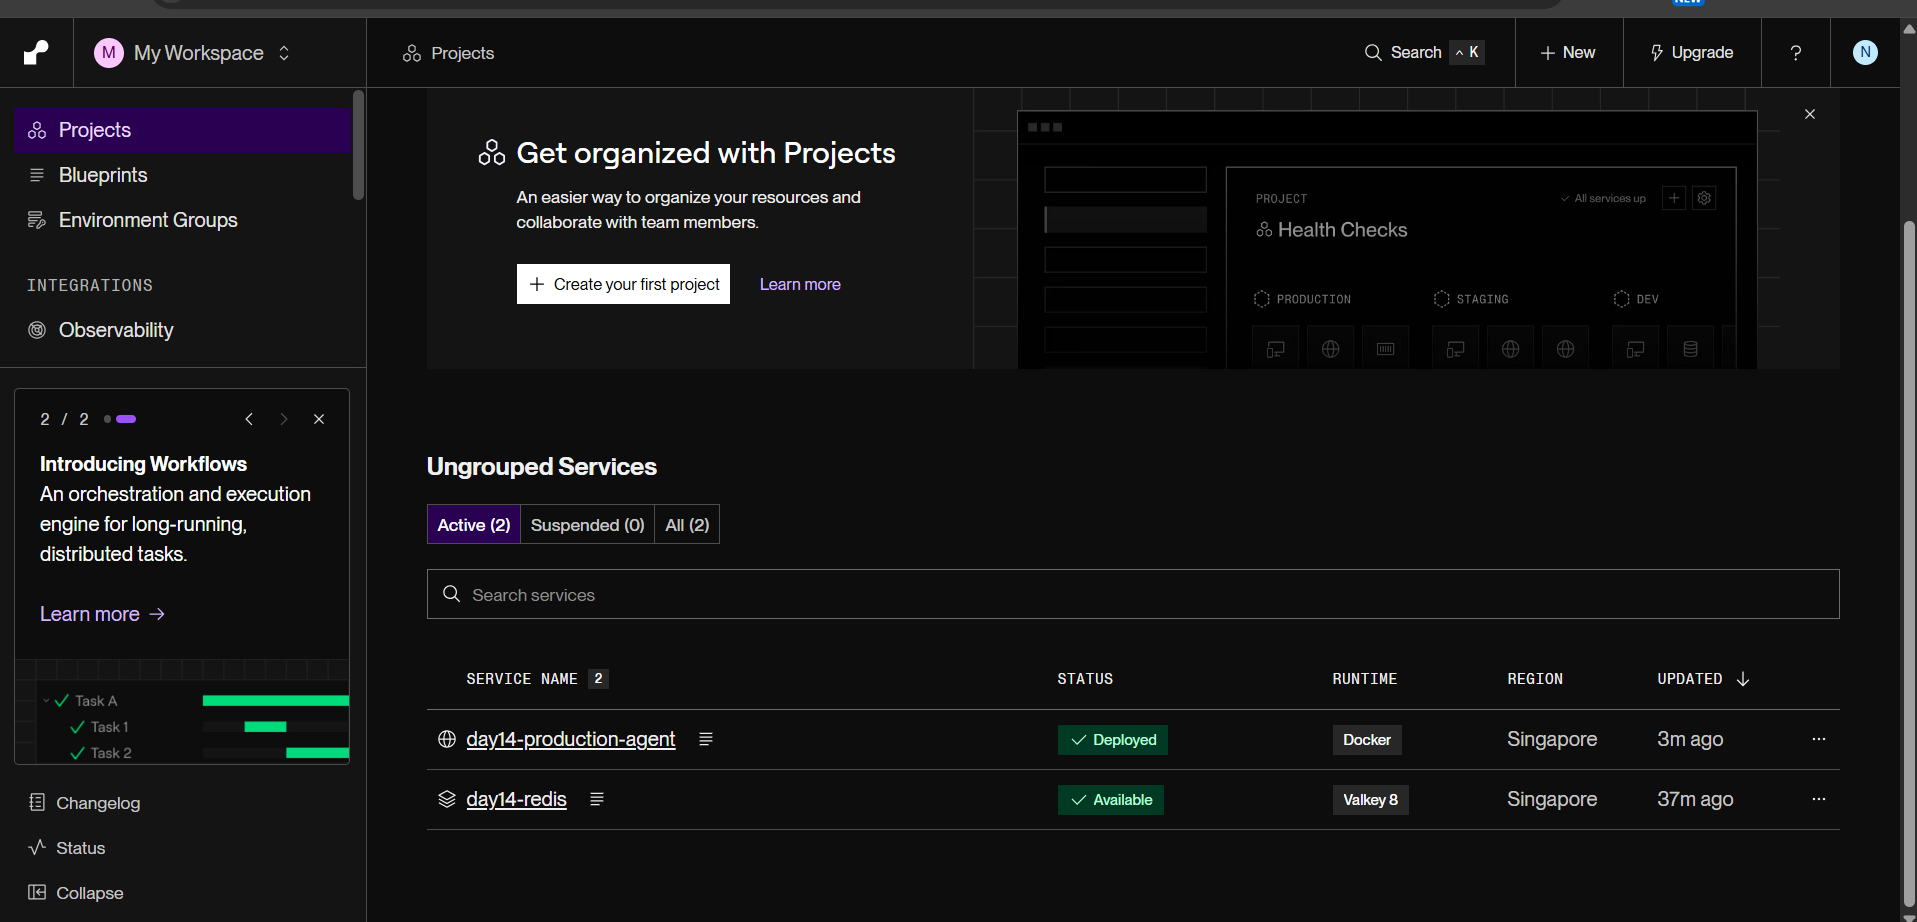 NEW
M My Workspace
Projects
Search ^ K
+ New
Upgrade
?
N
Projects
Blueprints
Environment Groups
INTEGRATIONS
Observability
2 / 2
Introducing Workflows
An orchestration and execution
engine for long-running,
distributed tasks.
Learn more →
Task A
Task 1
Task 2
Changelog
Status
Collapse
Get organized with Projects
An easier way to organize your resources and
collaborate with team members.
+ Create your first project
Learn more
PROJECT
All services up
Health Checks
PRODUCTION
STAGING
DEV
Ungrouped Services
Active (2)
Suspended (0)
All (2)
Search services
SERVICE NAME 2 STATUS RUNTIME REGION UPDATED ↓
day14-production-agent Deployed Docker Singapore 3m ago
day14-redis Available Valkey 8 Singapore 37m ago